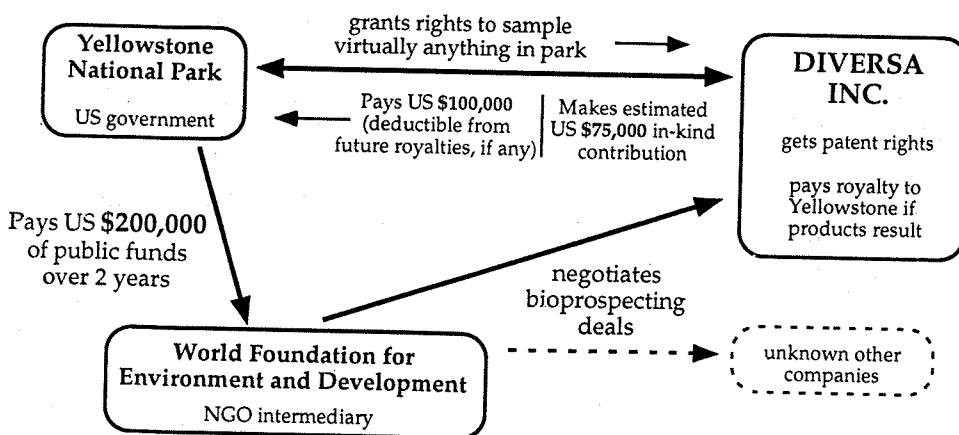 grants rights to sample
virtually anything in park
Yellowstone
National Park
US government
DIVERSA
INC.
gets patent rights
pays royalty to
Yellowstone if
products result
Pays US $100,000
(deductible from
future royalties, if any)
Makes estimated
US $75,000 in-kind
contribution
Pays US $200,000
of public funds
over 2 years
negotiates
bioprospecting
deals
World Foundation for
Environment and Development
NGO intermediary
unknown other
companies